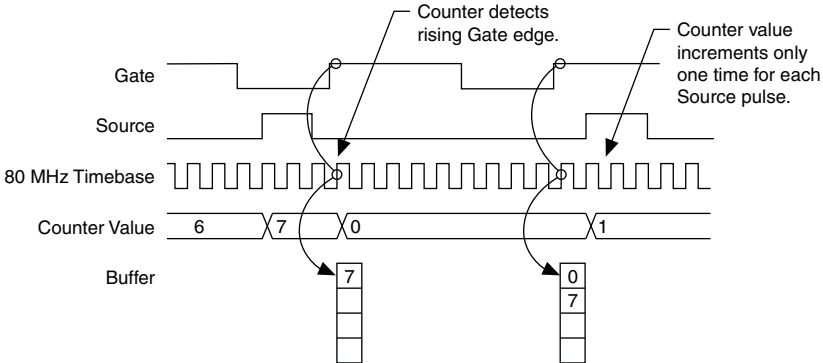 Counter detects
rising Gate edge.
Counter value
increments only
one time for each
Source pulse.
Gate
Source
80 MHz Timebase
Counter Value
6
7
0
1
Buffer
7
0
7